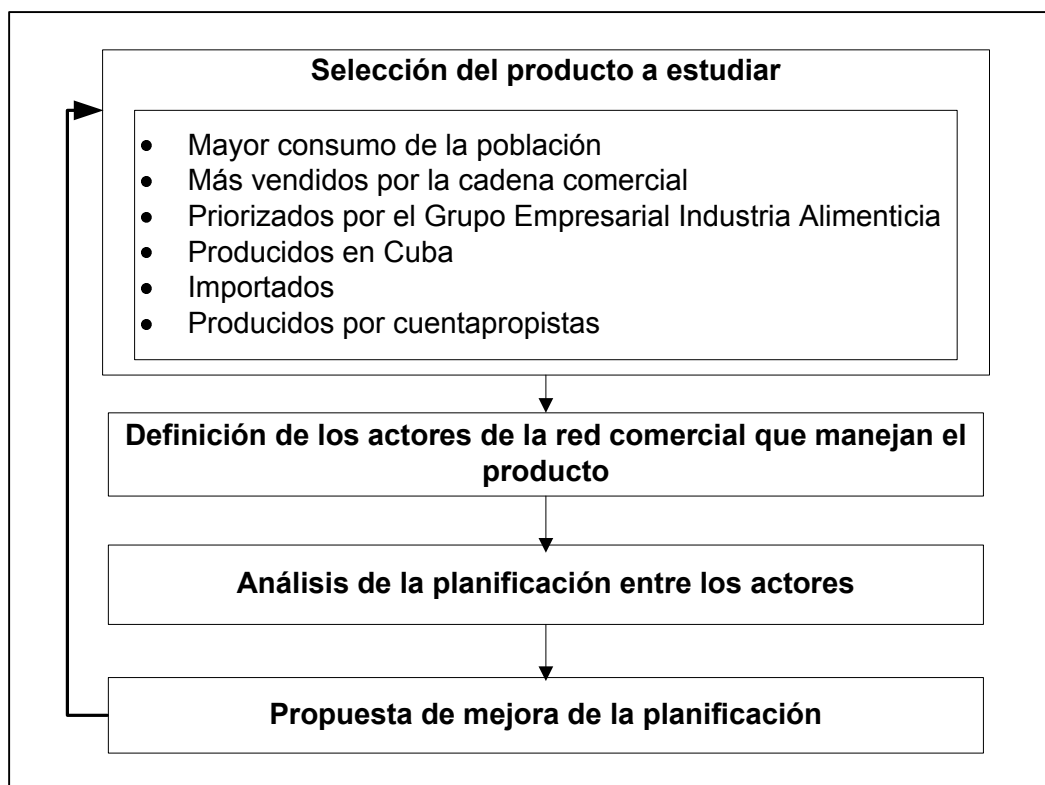 Selección del producto a estudiar
• Mayor consumo de la población
• Más vendidos por la cadena comercial
• Priorizados por el Grupo Empresarial Industria Alimenticia
• Producidos en Cuba
• Importados
• Producidos por cuentapropistas
Definición de los actores de la red comercial que manejan el
producto
Análisis de la planificación entre los actores
Propuesta de mejora de la planificación